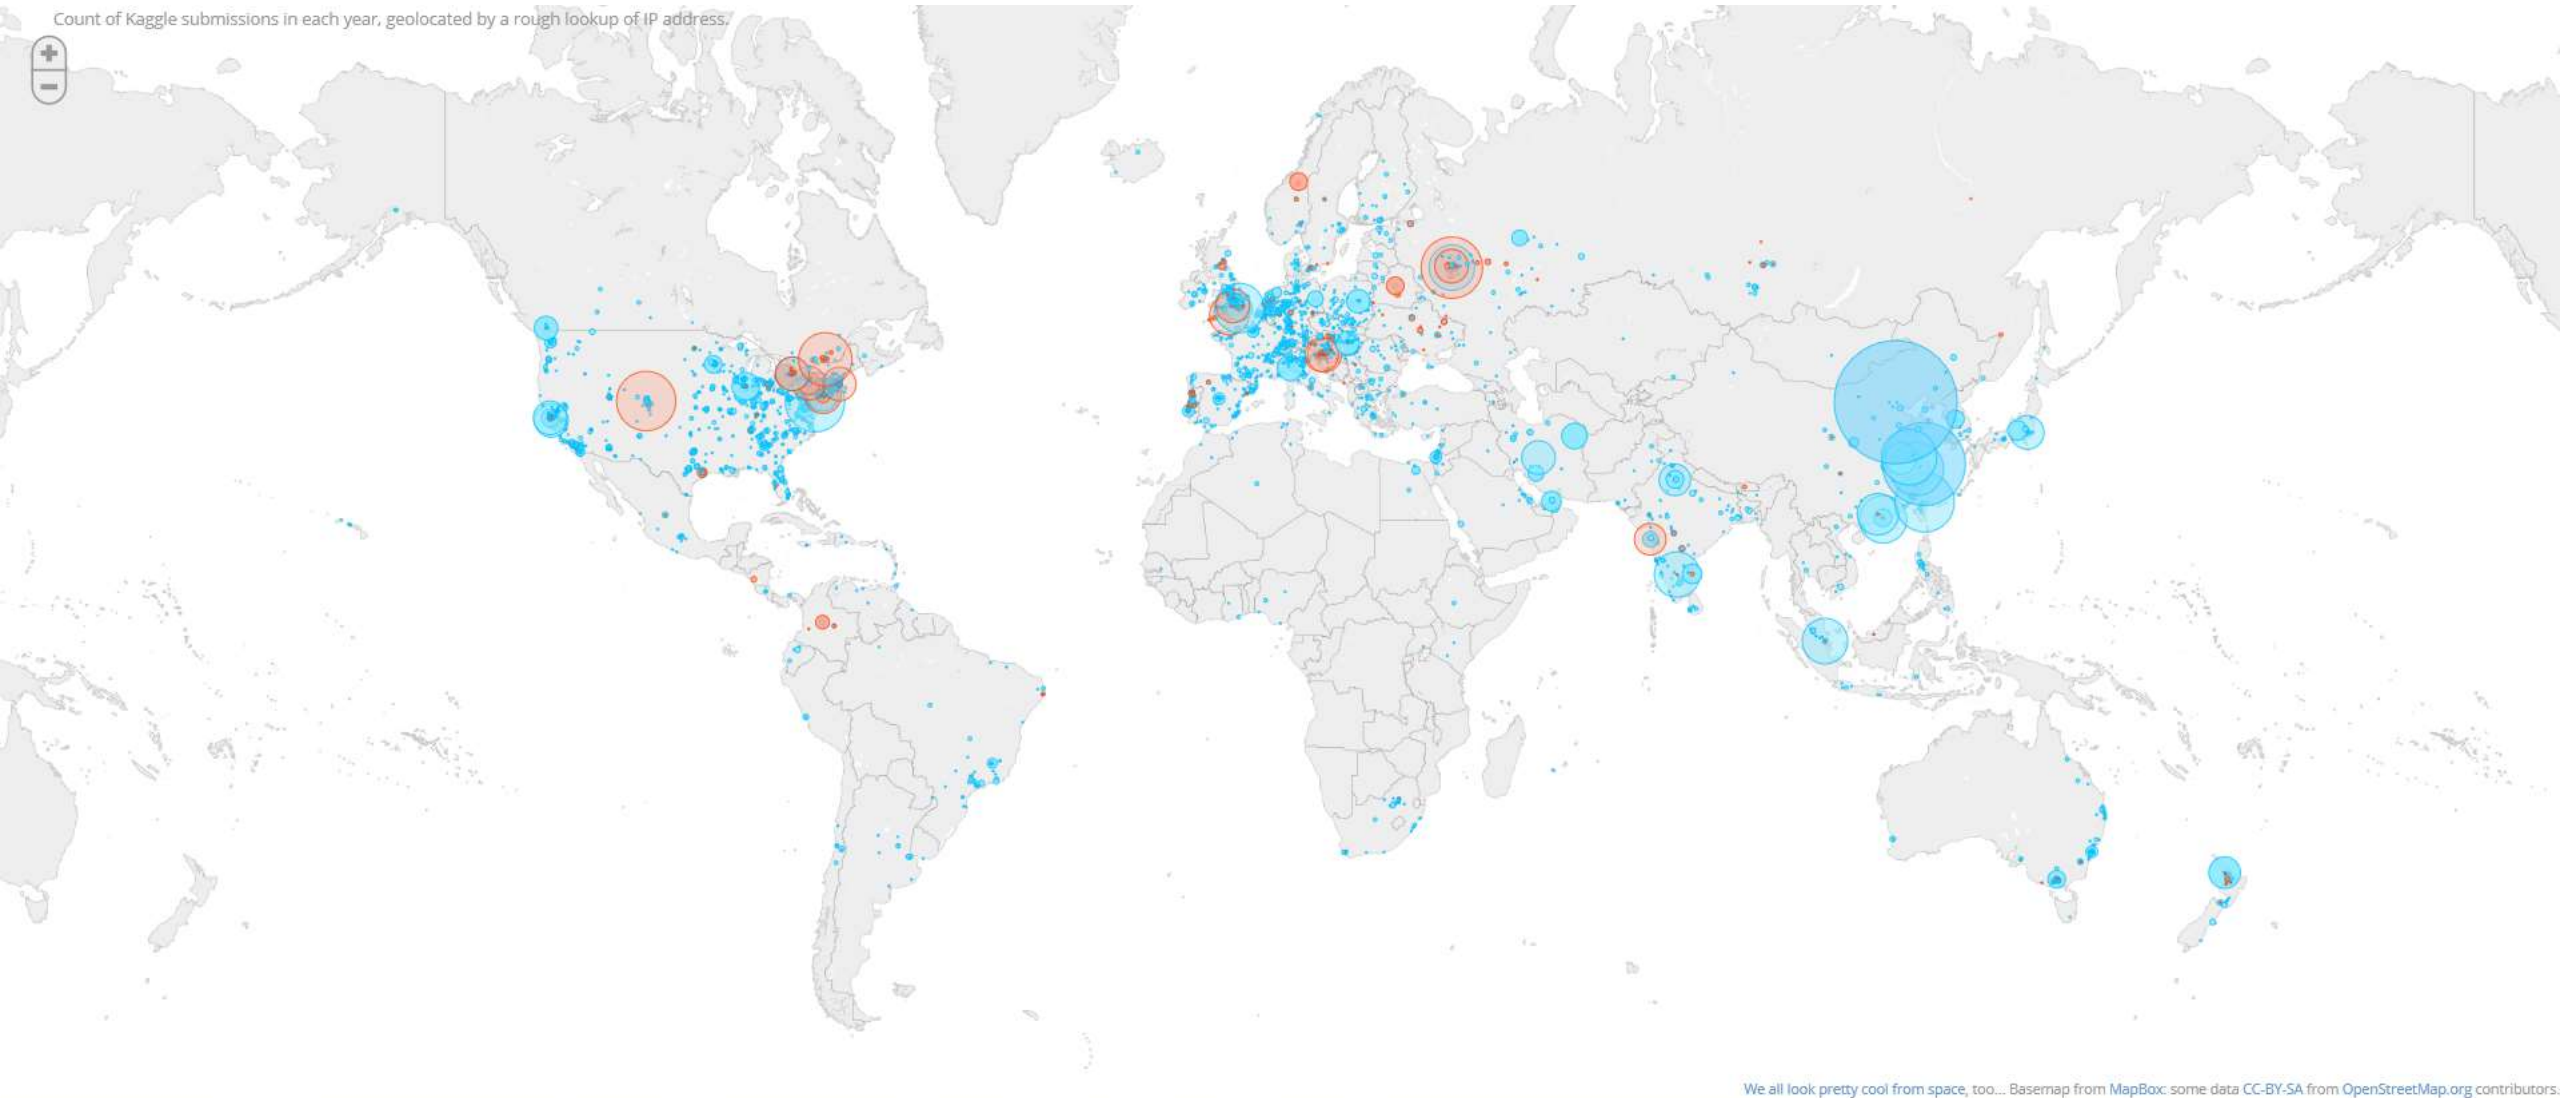 Count of Kaggle submissions in each year, geolocated by a rough lookup of IP address.
+
−
We all look pretty cool from space, too... Basemap from MapBox: some data CC-BY-SA from OpenStreetMap.org contributors.